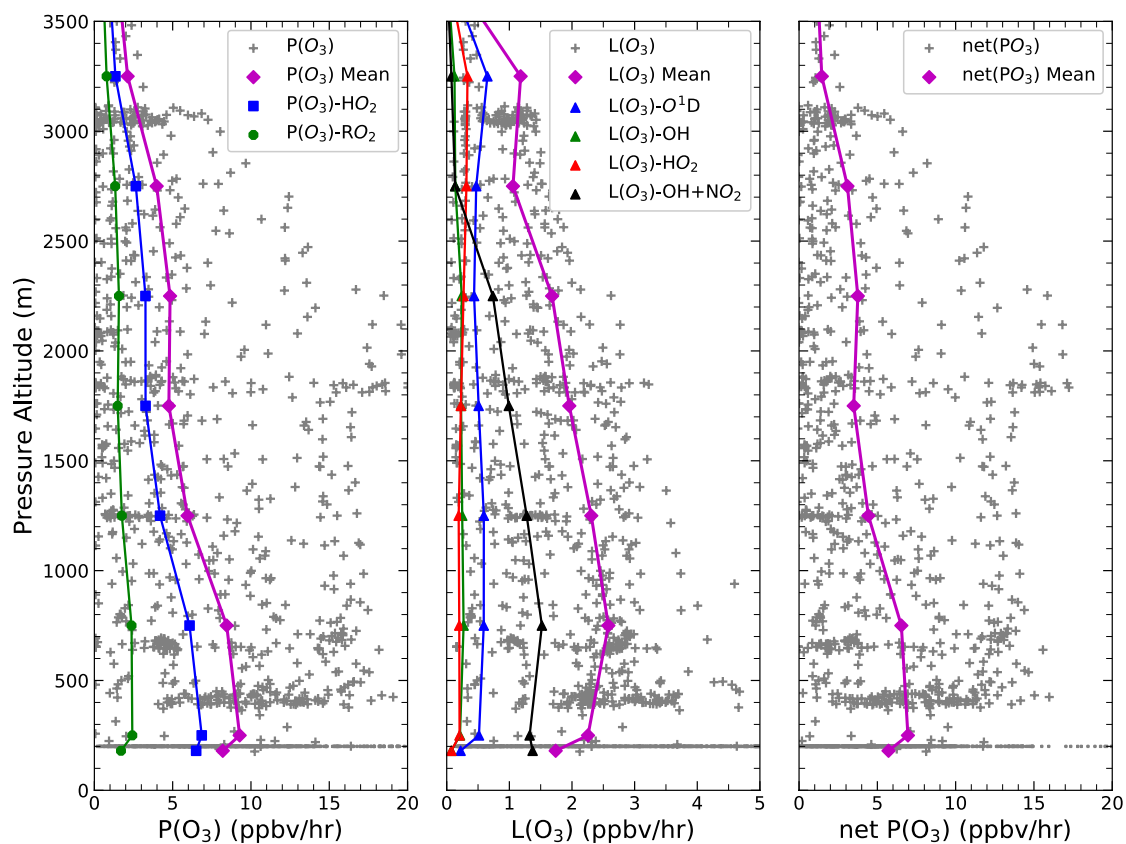 3500
3000
2500
2000
1500
1000
500
0
Pressure Altitude (m)
P(O₃)
P(O₃) Mean
P(O₃)-HO₂
P(O₃)-RO₂
0 5 10 15 20
P(O₃) (ppbv/hr)
L(O₃)
L(O₃) Mean
L(O₃)-O¹D
L(O₃)-OH
L(O₃)-HO₂
L(O₃)-OH+NO₂
0 1 2 3 4 5
L(O₃) (ppbv/hr)
net(PO₃)
net(PO₃) Mean
0 5 10 15 20
net P(O₃) (ppbv/hr)